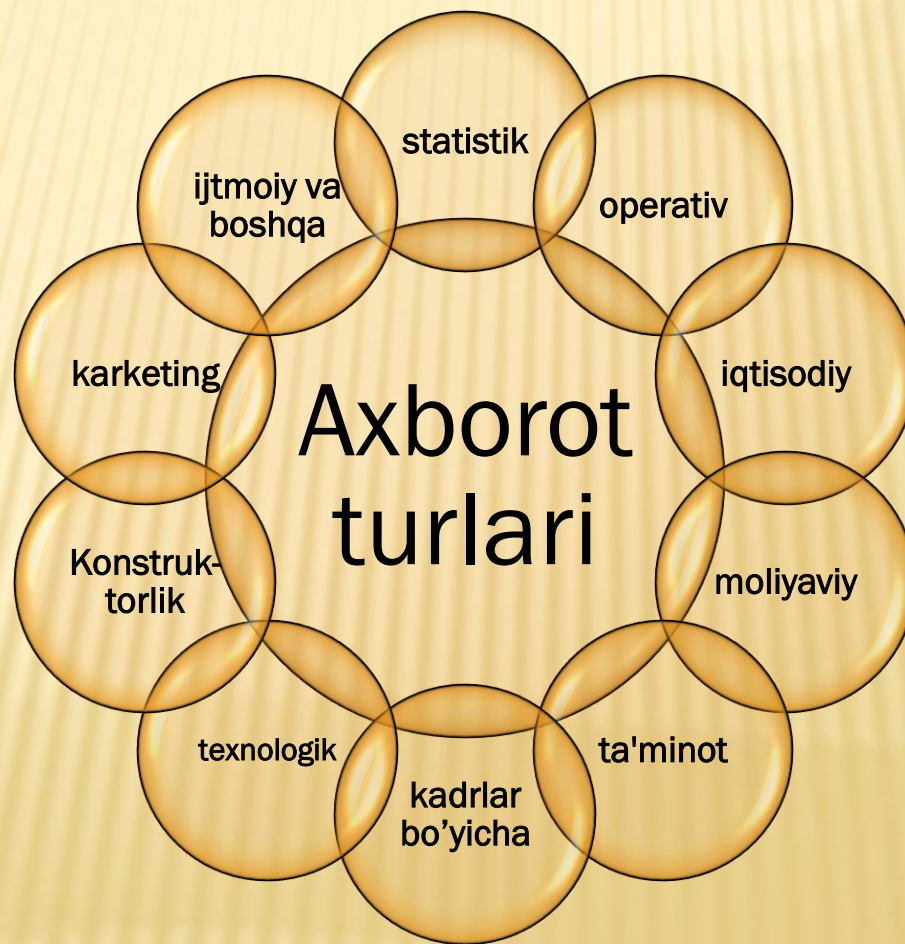 Axborot
turlari
statistik
operativ
iqtisodiy
moliyaviy
ta'minot
kadrlar
bo’yicha
texnologik
Konstruk-
torlik
karketing
ijtmoiy va
boshqa